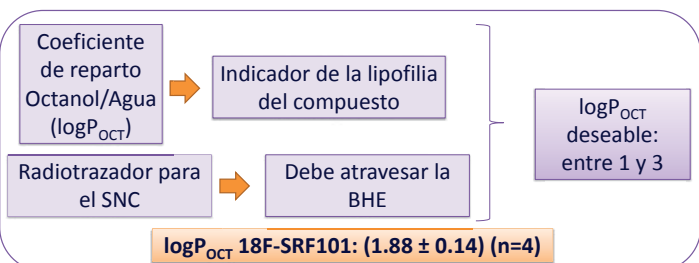 Coeficiente
de reparto
Octanol/Agua
(logP_OCT)
Indicador de la lipofilia
del compuesto
Radiotrazador para
el SNC
Debe atravesar la
BHE
logP_OCT
deseable:
entre 1 y 3
logP_OCT 18F-SRF101: (1.88 ± 0.14) (n=4)